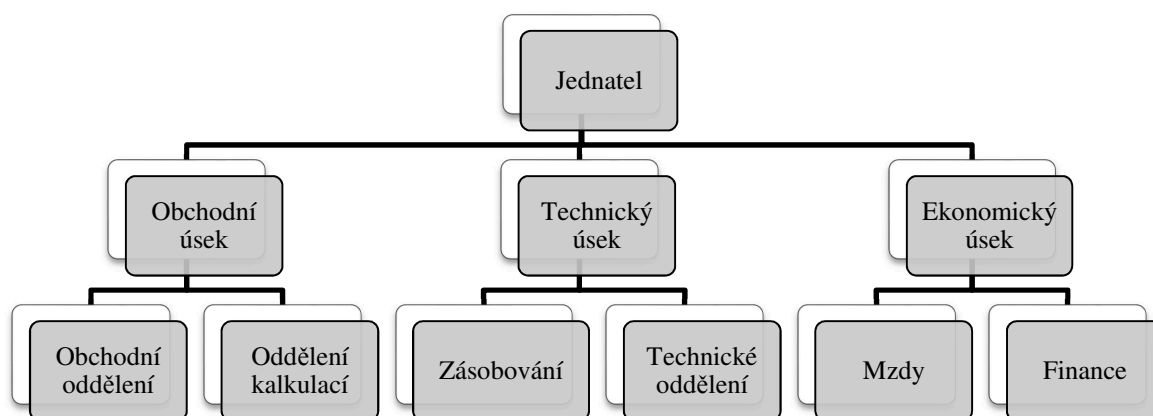 Jednatel
Obchodní
úsek
Technický
úsek
Ekonomický
úsek
Obchodní
oddělení
Oddělení
kalkulací
Zásobování
Technické
oddělení
Mzdy
Finance